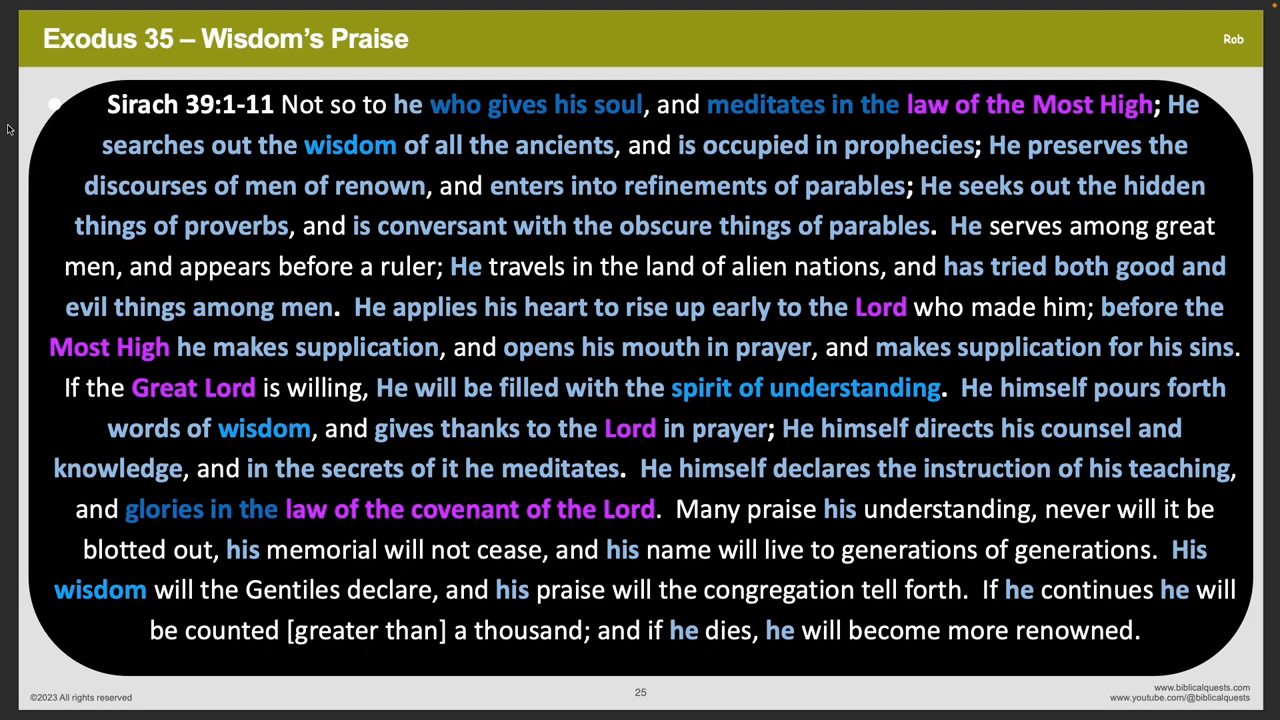 Exodus 35 – Wisdom's Praise
Rob
Sirach 39:1-11 Not so to he who gives his soul, and meditates in the law of the Most High; He
searches out the wisdom of all the ancients, and is occupied in prophecies; He preserves the
discourses of men of renown, and enters into refinements of parables; He seeks out the hidden
things of proverbs, and is conversant with the obscure things of parables.  He serves among great
men, and appears before a ruler; He travels in the land of alien nations, and has tried both good and
evil things among men.  He applies his heart to rise up early to the Lord who made him; before the
Most High he makes supplication, and opens his mouth in prayer, and makes supplication for his sins.
If the Great Lord is willing, He will be filled with the spirit of understanding.  He himself pours forth
words of wisdom, and gives thanks to the Lord in prayer; He himself directs his counsel and
knowledge, and in the secrets of it he meditates.  He himself declares the instruction of his teaching,
and glories in the law of the covenant of the Lord.  Many praise his understanding, never will it be
blotted out, his memorial will not cease, and his name will live to generations of generations.  His
wisdom will the Gentiles declare, and his praise will the congregation tell forth.  If he continues he will
be counted [greater than] a thousand; and if he dies, he will become more renowned.
©2023 All rights reserved
25
www.biblicalquests.com
www.youtube.com/@biblicalquests